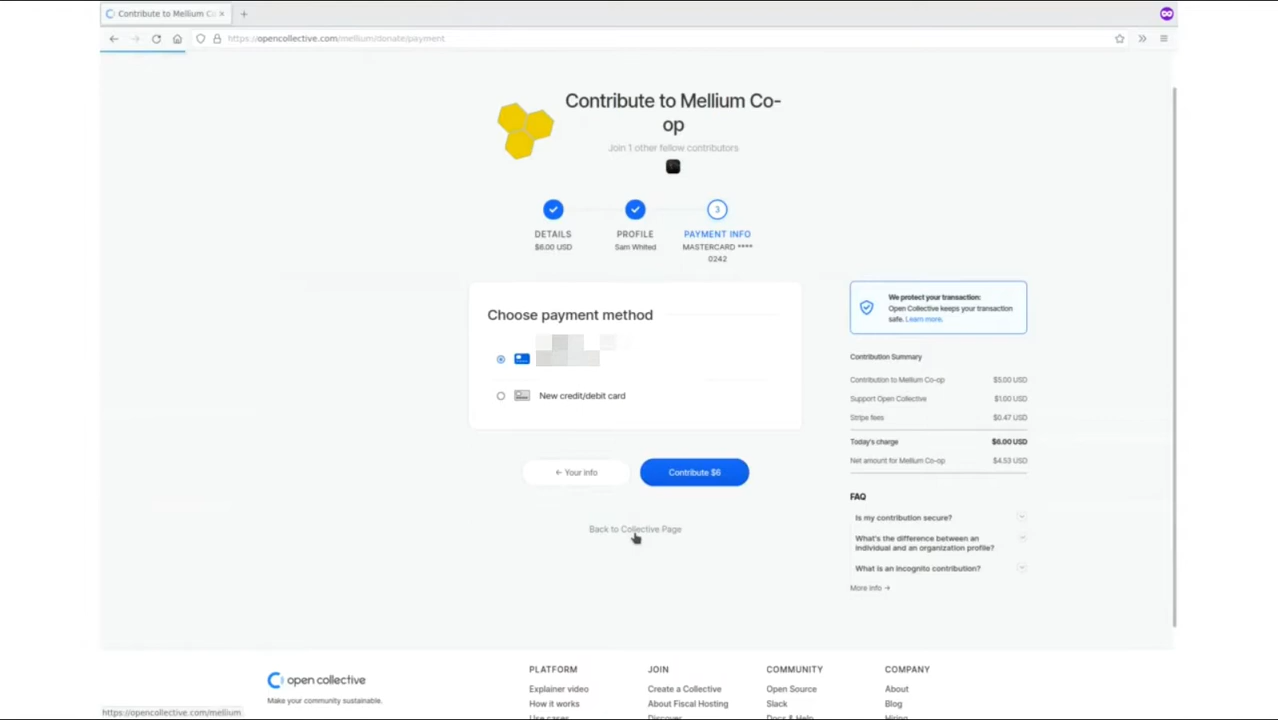 Contribute to Mellium Co
https://opencollective.com/mellium/donate/payment
Contribute to Mellium Co-
op
Join 1 other fellow contributors
3
DETAILS PROFILE PAYMENT INFO
$6.00 USD Sam Whited MASTERCARD ****
0242
Choose payment method
New credit/debit card
← Your info Contribute $6
Back to Collective Page
We protect your transaction:
Open Collective keeps your transaction
safe. Learn more.
Contribution Summary
Contribution to Mellium Co-op $5.00 USD
Support Open Collective $1.00 USD
Stripe fees $0.47 USD
Today's charge $6.00 USD
Net amount for Mellium Co-op $4.53 USD
FAQ
Is my contribution secure?
What's the difference between an
individual and an organization profile?
What is an incognito contribution?
More info →
open collective
Make your community sustainable.
PLATFORM JOIN COMMUNITY COMPANY
Explainer video Create a Collective Open Source About
How it works About Fiscal Hosting Slack Blog
Use cases Discover Docs & Help Hiring
https://opencollective.com/mellium